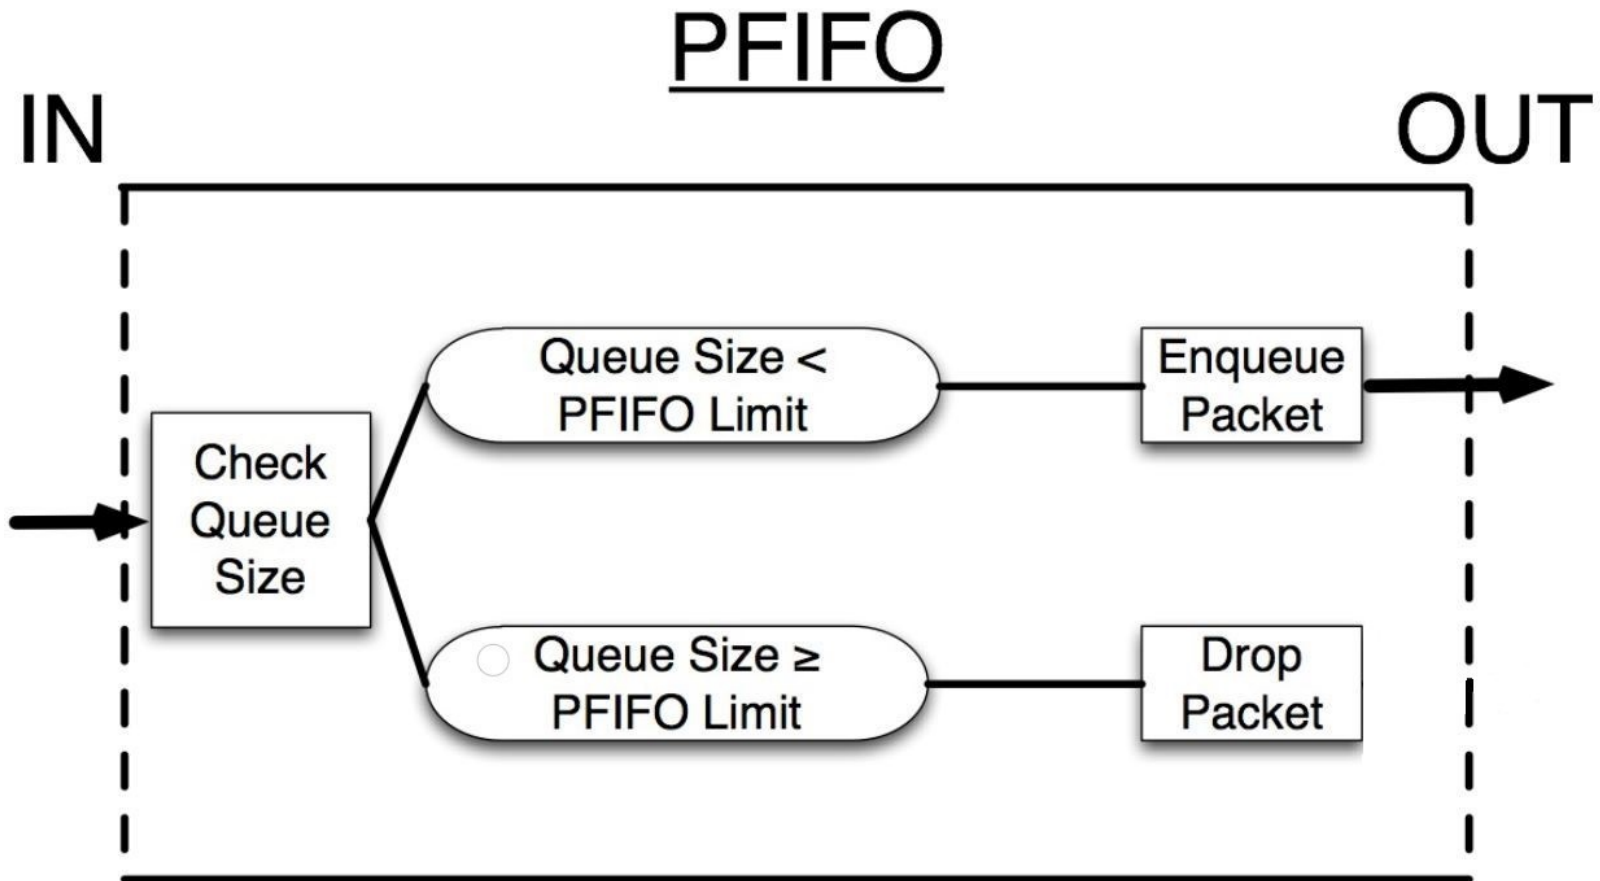 PFIFO
IN
OUT
Check
Queue
Size
Queue Size <
PFIFO Limit
Enqueue
Packet
Queue Size ≥
PFIFO Limit
Drop
Packet